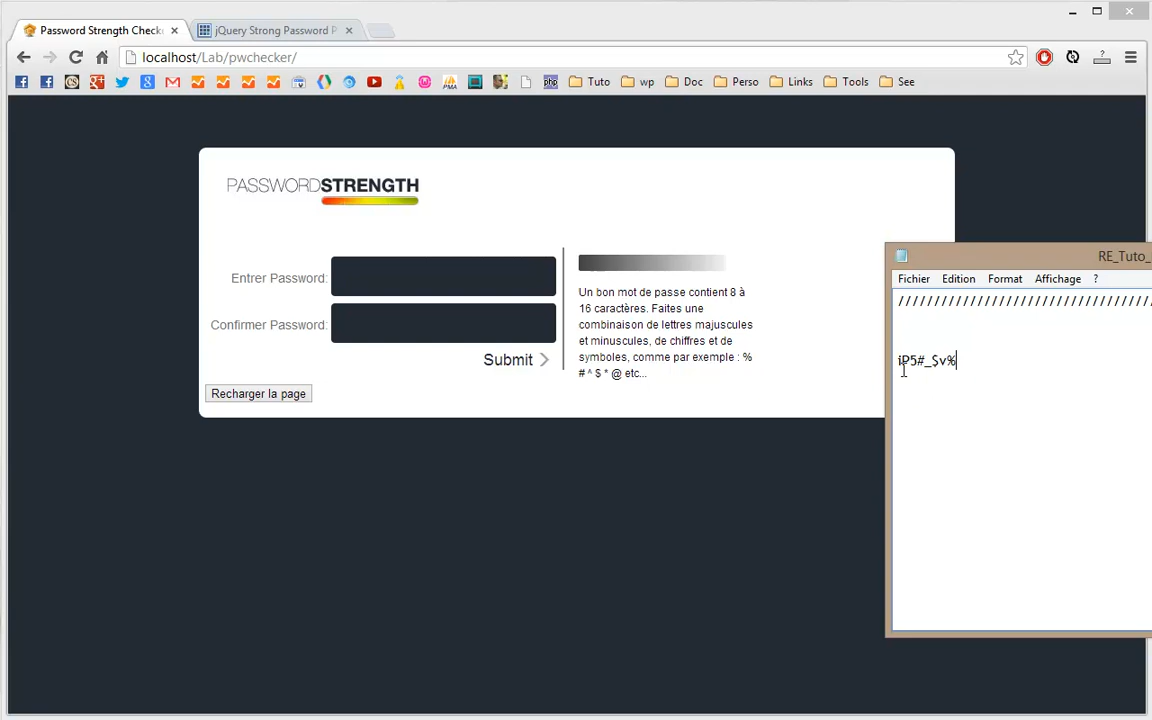 Password Strength Check
jQuery Strong Password P
localhost/Lab/pwchecker/
Tuto wp Doc Perso Links Tools See
PASSWORDSTRENGTH
Entrer Password:
Confirmer Password:
Submit
Recharger la page
Un bon mot de passe contient 8 à
16 caractères. Faites une
combinaison de lettres majuscules
et minuscules, de chiffres et de
symboles, comme par exemple : %
# ^ $ * @ etc...
RE_Tuto_
Fichier Edition Format Affichage ?
///////////////////////////////////
iP5#_$v%